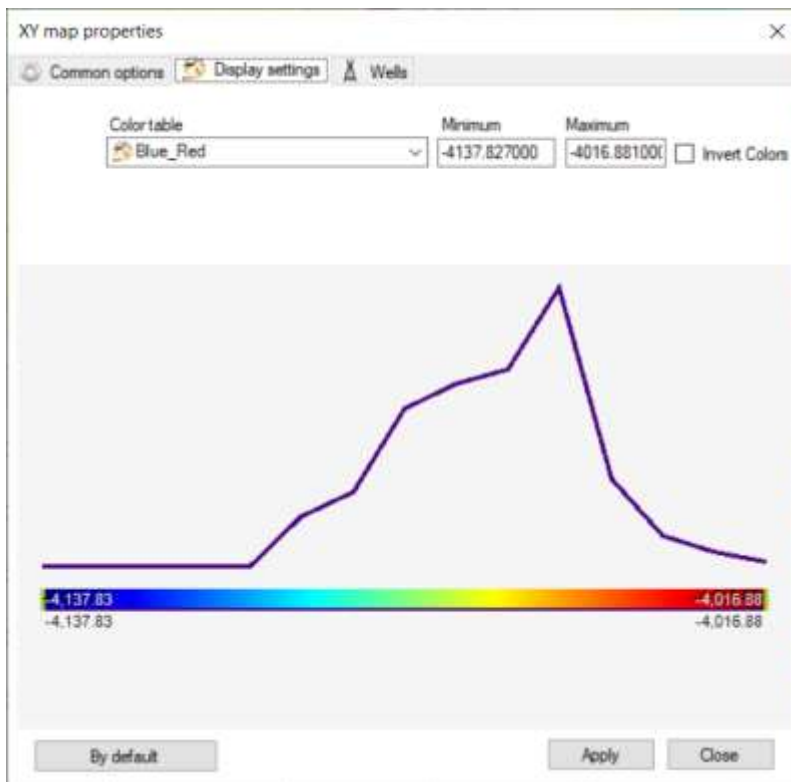 XY map properties
Common options Display settings Wells
Color table Minimum Maximum
Blue_Red -4137.827000 -4016.88100( Invert Colors
-4,137.83 -4,016.88
-4,137.83 -4,016.88
By default Apply Close